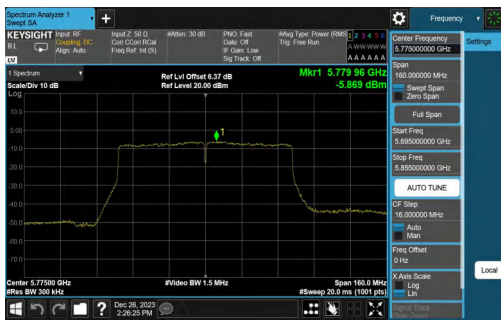 Spectrum Analyzer 1
Swept SA
Frequency
KEYSIGHT
RL
Input: RF
Coupling: DC
Align: Auto
Input Z: 50 Ω
Corr CCorr RCal
Freq Ref: Int (S)
#Atten: 30 dB
PNO: Fast
Gate: Off
IF Gain: Low
Sig Track: Off
#Avg Type: Power (RMS)
Trig: Free Run
1 2 3 4 5 6
A W W W W W
A A A A A A
LVI
1 Spectrum
Scale/Div 10 dB
Log
Ref Lvl Offset 6.37 dB
Ref Level 20.00 dBm
Mkr1 5.779 96 GHz
-5.869 dBm
10.0
0.00
-10.0
-20.0
-30.0
-40.0
-50.0
-60.0
-70.0
1
Center 5.77500 GHz
#Res BW 300 kHz
#Video BW 1.5 MHz
Span 160.0 MHz
#Sweep 20.0 ms (1001 pts)
Dec 26, 2023
2:26:25 PM
Center Frequency
5.775000000 GHz
Settings
Span
160.000000 MHz
Swept Span
Zero Span
Full Span
Start Freq
5.695000000 GHz
Stop Freq
5.855000000 GHz
AUTO TUNE
CF Step
16.000000 MHz
Auto
Man
Freq Offset
0 Hz
X Axis Scale
Log
Lin
Local
Signal Track